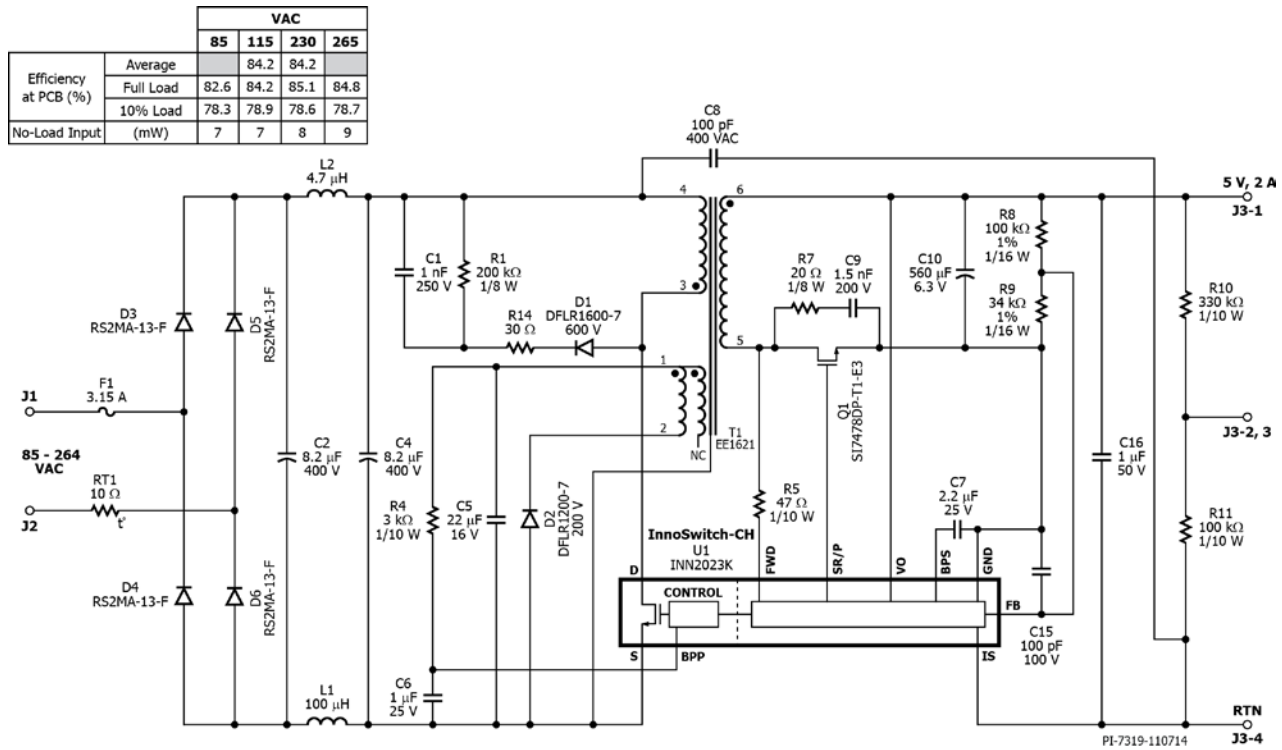 VAC
85 115 230 265
Efficiency at PCB (%)
Average 84.2 84.2
Full Load 82.6 84.2 85.1 84.8
10% Load 78.3 78.9 78.6 78.7
No-Load Input (mW) 7 7 8 9
C8
100 pF
400 VAC
L2
4.7 μH
4
6
5 V, 2 A
J3-1
C1
1 nF
250 V
R1
200 kΩ
1/8 W
3
R14
30 Ω
D1
DFLR1600-7
600 V
R7
20 Ω
1/8 W
C9
1.5 nF
200 V
C10
560 μF
6.3 V
R8
100 kΩ
1%
1/16 W
R9
34 kΩ
1%
1/16 W
R10
330 kΩ
1/10 W
D3
RS2MA-13-F
D5
RS2MA-13-F
5
1
2
NC
T1
EE1621
Q1
SI7478DP-T1-E3
J1
F1
3.15 A
85 - 264
VAC
RT1
10 Ω
t°
J2
C2
8.2 μF
400 V
C4
8.2 μF
400 V
J3-2, 3
C16
1 μF
50 V
R4
3 kΩ
1/10 W
C5
22 μF
16 V
D2
DFLR1200-7
200 V
R5
47 Ω
1/10 W
C7
2.2 μF
25 V
R11
100 kΩ
1/10 W
InnoSwitch-CH
U1
INN2023K
D
FWD
SR/P
VO
BPS
GND
CONTROL
FB
D4
RS2MA-13-F
D6
RS2MA-13-F
S
BPP
IS
C15
100 pF
100 V
C6
1 μF
25 V
L1
100 μH
RTN
J3-4
PI-7319-110714